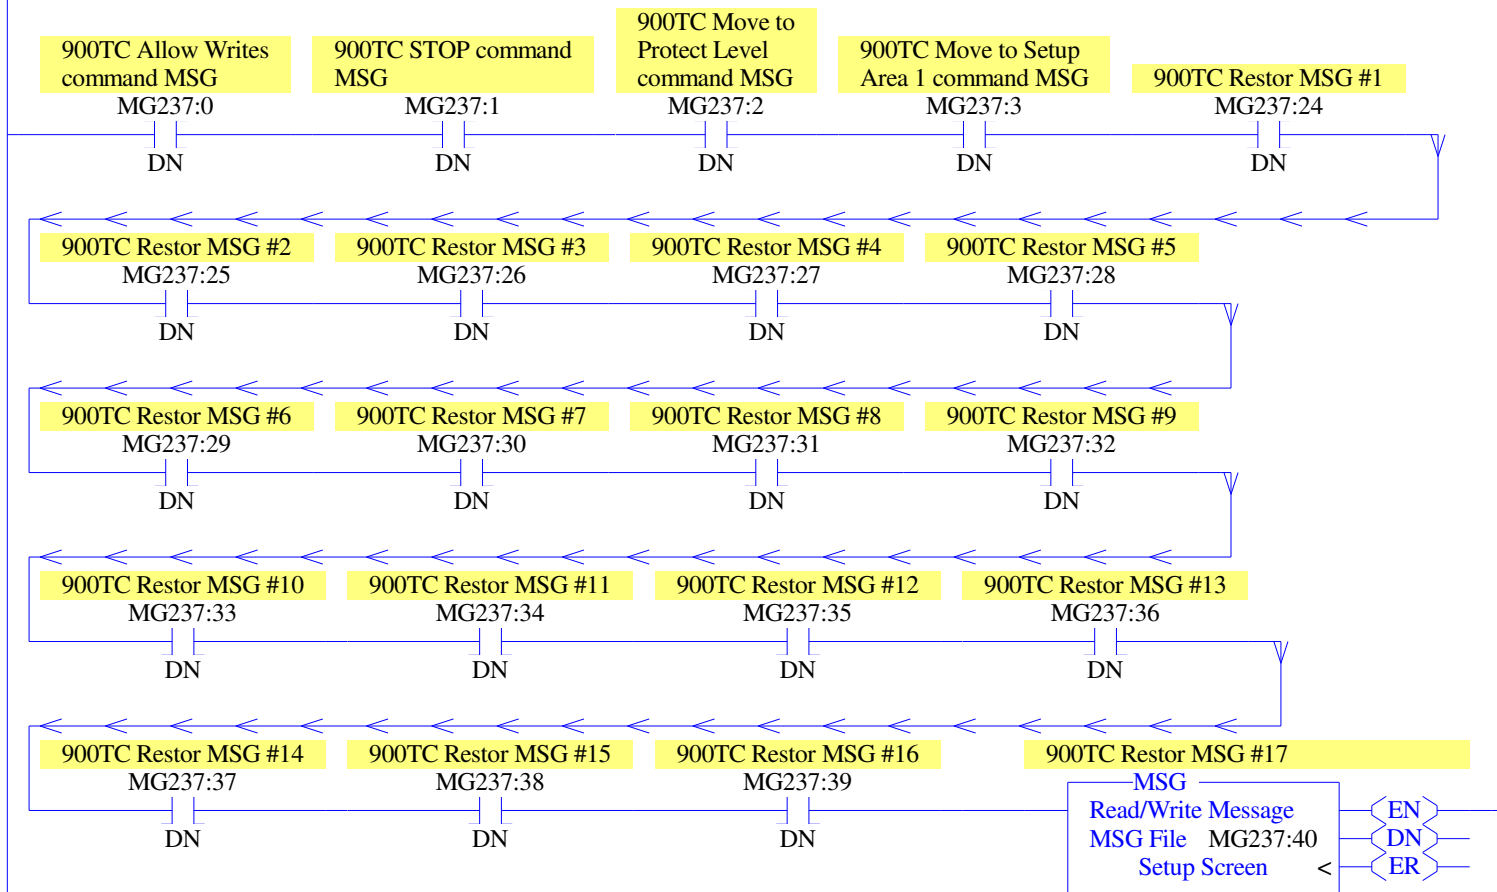 900TC Allow Writes
command MSG
MG237:0
DN
900TC STOP command
MSG
MG237:1
DN
900TC Move to
Protect Level
command MSG
MG237:2
DN
900TC Move to Setup
Area 1 command MSG
MG237:3
DN
900TC Restor MSG #1
MG237:24
DN
900TC Restor MSG #2
MG237:25
DN
900TC Restor MSG #3
MG237:26
DN
900TC Restor MSG #4
MG237:27
DN
900TC Restor MSG #5
MG237:28
DN
900TC Restor MSG #6
MG237:29
DN
900TC Restor MSG #7
MG237:30
DN
900TC Restor MSG #8
MG237:31
DN
900TC Restor MSG #9
MG237:32
DN
900TC Restor MSG #10
MG237:33
DN
900TC Restor MSG #11
MG237:34
DN
900TC Restor MSG #12
MG237:35
DN
900TC Restor MSG #13
MG237:36
DN
900TC Restor MSG #14
MG237:37
DN
900TC Restor MSG #15
MG237:38
DN
900TC Restor MSG #16
MG237:39
DN
900TC Restor MSG #17
MSG
Read/Write Message
MSG File MG237:40
Setup Screen <
EN
DN
ER